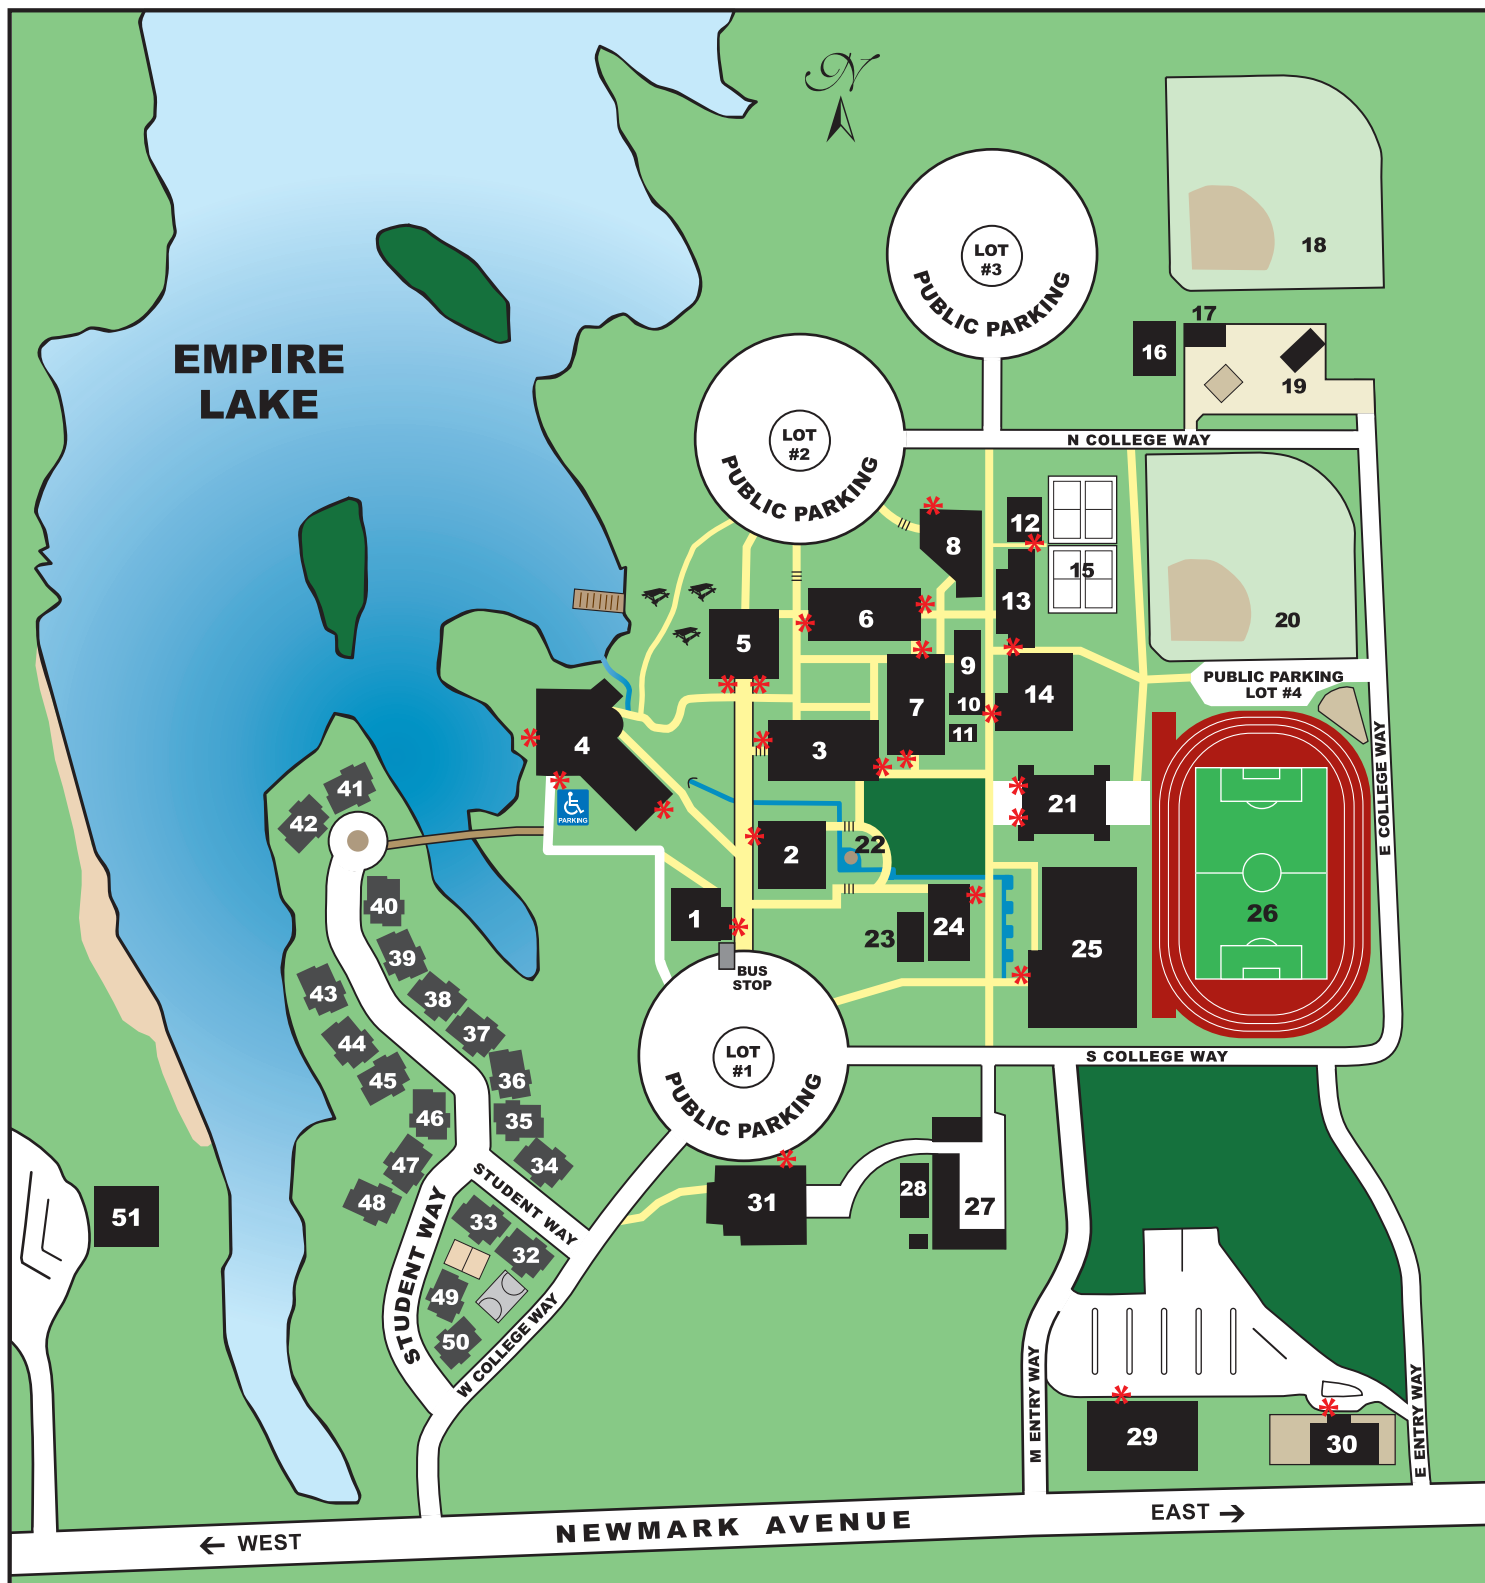 N
LOT
#3
PUBLIC PARKING
18
17
16
19
EMPIRE
LAKE
LOT
#2
PUBLIC PARKING
N COLLEGE WAY
12
8
15
13
6
20
5
9
PUBLIC PARKING
LOT #4
14
10
7
11
4
3
E COLLEGE WAY
41
PARKING
21
42
2
22
40
1
23
24
26
25
39
BUS
STOP
43
38
37
44
LOT
#1
PUBLIC PARKING
S COLLEGE WAY
45
36
46
35
47
34
48
STUDENT WAY
51
31
28
27
33
32
STUDENT WAY
49
50
W COLLEGE WAY
M ENTRY WAY
E ENTRY WAY
29
30
NEWMARK AVENUE
EAST →
← WEST